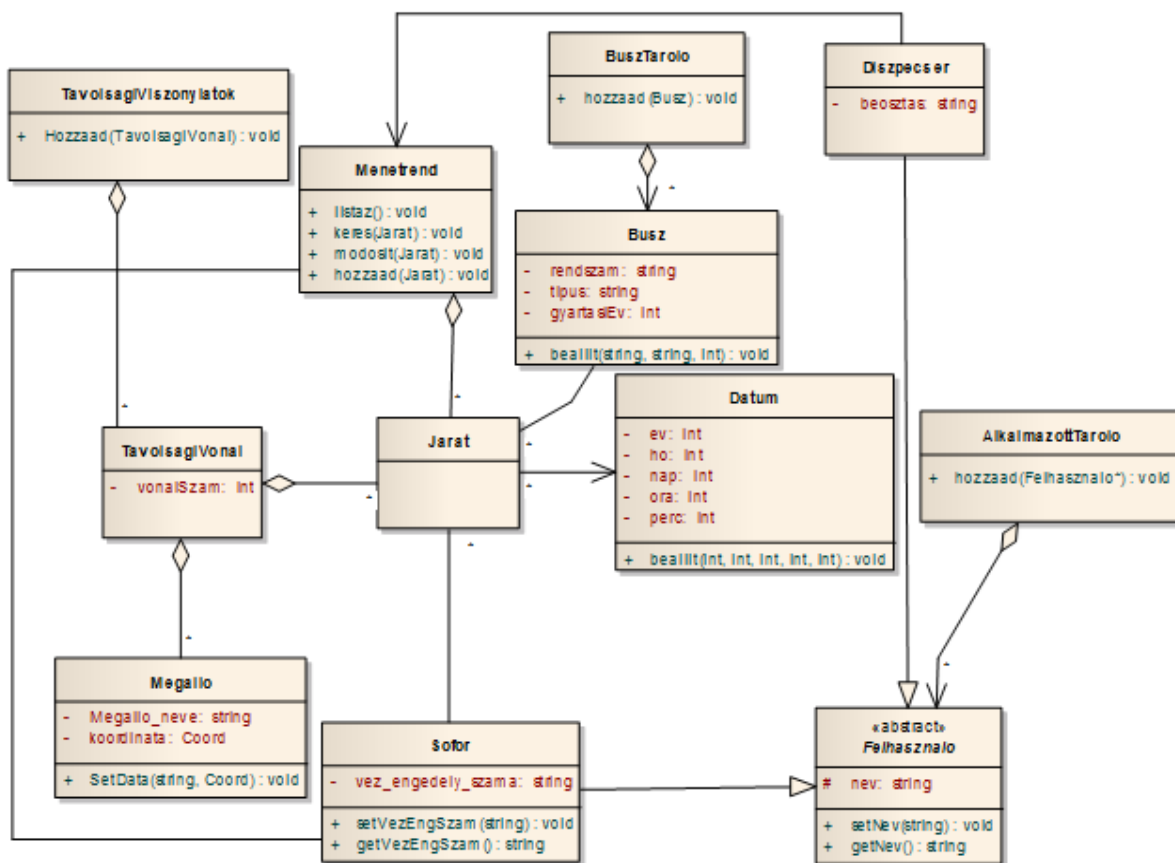 TavolsagiViszonylatok
+ Hozzaad(TavolsagiVonal) : void
Menetrend
+ listaz() : void
+ keres(Jarat) : void
+ modosit(Jarat) : void
+ hozzaad(Jarat) : void
BuszTarolo
+ hozzaad(Busz) : void
Diszpecser
- beosztas: string
Busz
- rendszam: string
- tipus: string
- gyartasiEv: int
+ beallit(string, string, int) : void
Datum
- ev: int
- ho: int
- nap: int
- ora: int
- perc: int
+ beallit(int, int, int, int, int) : void
AlkalmazottTarolo
+ hozzaad(Felhasznalo*) : void
TavolsagiVonal
- vonalSzam: int
Jarat
Megallo
- Megallo_neve: string
- koordinata: Coord
+ SetData(string, Coord) : void
Sofor
- vez_engedely_szama: string
+ setVezEngSzam(string) : void
+ getVezEngSzam() : string
«abstract»
Felhasznalo
# nev: string
+ setNev(string) : void
+ getNev() : string